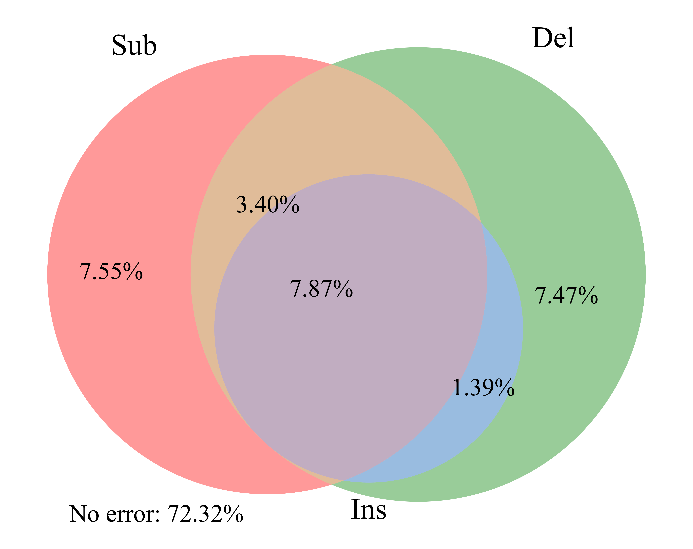 Sub
Del
3.40%
7.55%
7.87%
7.47%
1.39%
Ins
No error: 72.32%